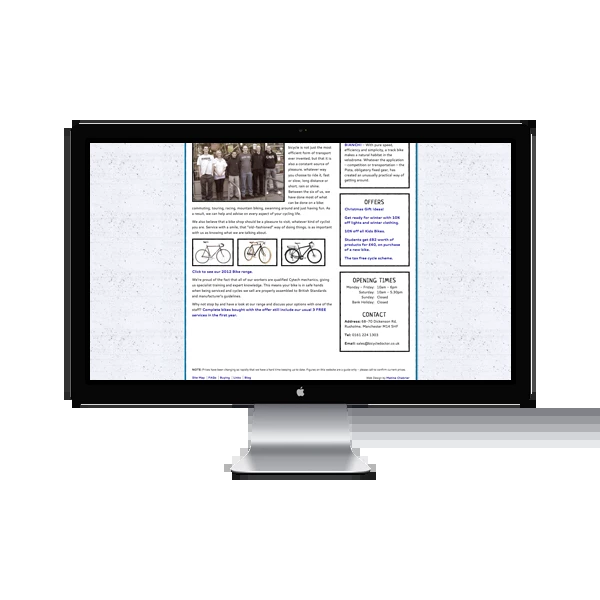 bicycle is not just the most
efficient form of transport
ever invented, but that it is
also a constant source of
pleasure, whatever way
you choose to ride it, fast
or slow, long distance or
short, rain or shine.
Between the six of us, we
have done most of what
can be done on a bike:
commuting, touring, racing, mountain biking, swanning around and just having fun. As
a result, we can help and advise on every aspect of your cycling life.
We also believe that a bike shop should be a pleasure to visit, whatever kind of cyclist
you are. Service with a smile, that "old-fashioned" way of doing things, is as important
with us as knowing what we are talking about.
Click to see our 2012 Bike range.
We're proud of the fact that all of our workers are qualified Cytech mechanics, giving
us specialist training and expert knowledge. This means your bike is in safe hands
when being serviced and cycles we sell are properly assembled to British Standards
and manufacturer's guidelines.
Why not stop by and have a look at our range and discuss your options with one of the
staff? Complete bikes bought with the offer still include our usual 3 FREE
services in the first year.
BIANCHI - With pure speed,
efficiency and simplicity, a track bike
makes a natural habitat in the
velodrome. Whatever the application
- competition or transportation - the
Pista, obligatory fixed gear, has
created an unusually practical way of
getting around.
OFFERS
Christmas Gift Ideas!
Get ready for winter with 10%
off lights and winter clothing.
10% off all Kids Bikes.
Students get £82 worth of
products for £40, on purchase
of a new bike.
The tax free cycle scheme.
OPENING TIMES
Monday - Friday: 10am - 6pm
Saturday: 10am - 5.30pm
Sunday: Closed
Bank Holiday: Closed
CONTACT
Address: 68-70 Dickenson Rd,
Rusholme, Manchester M14 5HF
Tel: 0161 224 1303
Email: sales@bicycledoctor.co.uk
Site Map | FAQs | Buying | Links | Blog